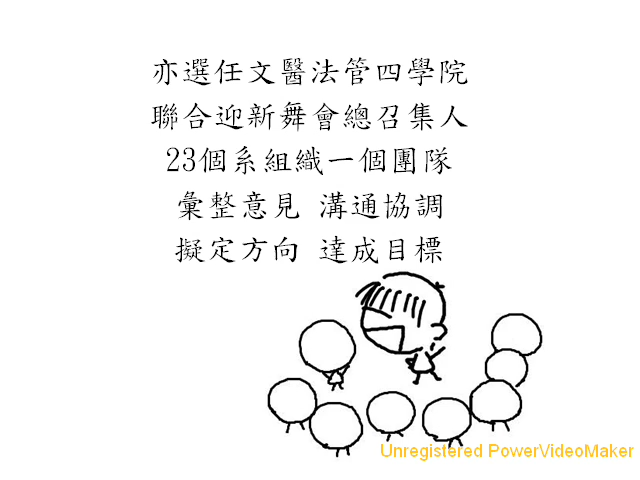 亦選任文醫法管四學院
聯合迎新舞會總召集人
23個系組織一個團隊
彙整意見 溝通協調
擬定方向 達成目標
Unregistered PowerVideoMaker